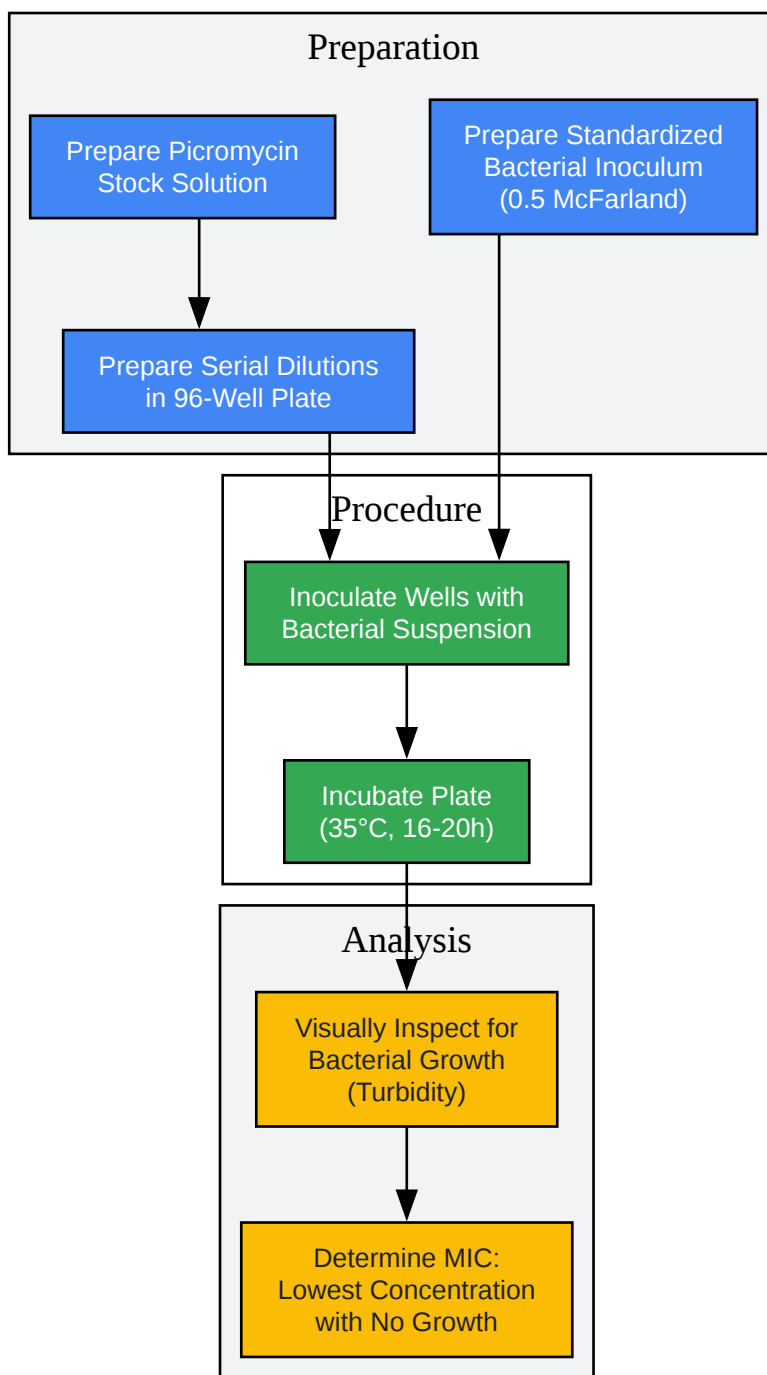 Preparation
Prepare Picromycin
Stock Solution
Prepare Standardized
Bacterial Inoculum
(0.5 McFarland)
Prepare Serial Dilutions
in 96-Well Plate
Procedure
Inoculate Wells with
Bacterial Suspension
Incubate Plate
(35°C, 16-20h)
Analysis
Visually Inspect for
Bacterial Growth
(Turbidity)
Determine MIC:
Lowest Concentration
with No Growth